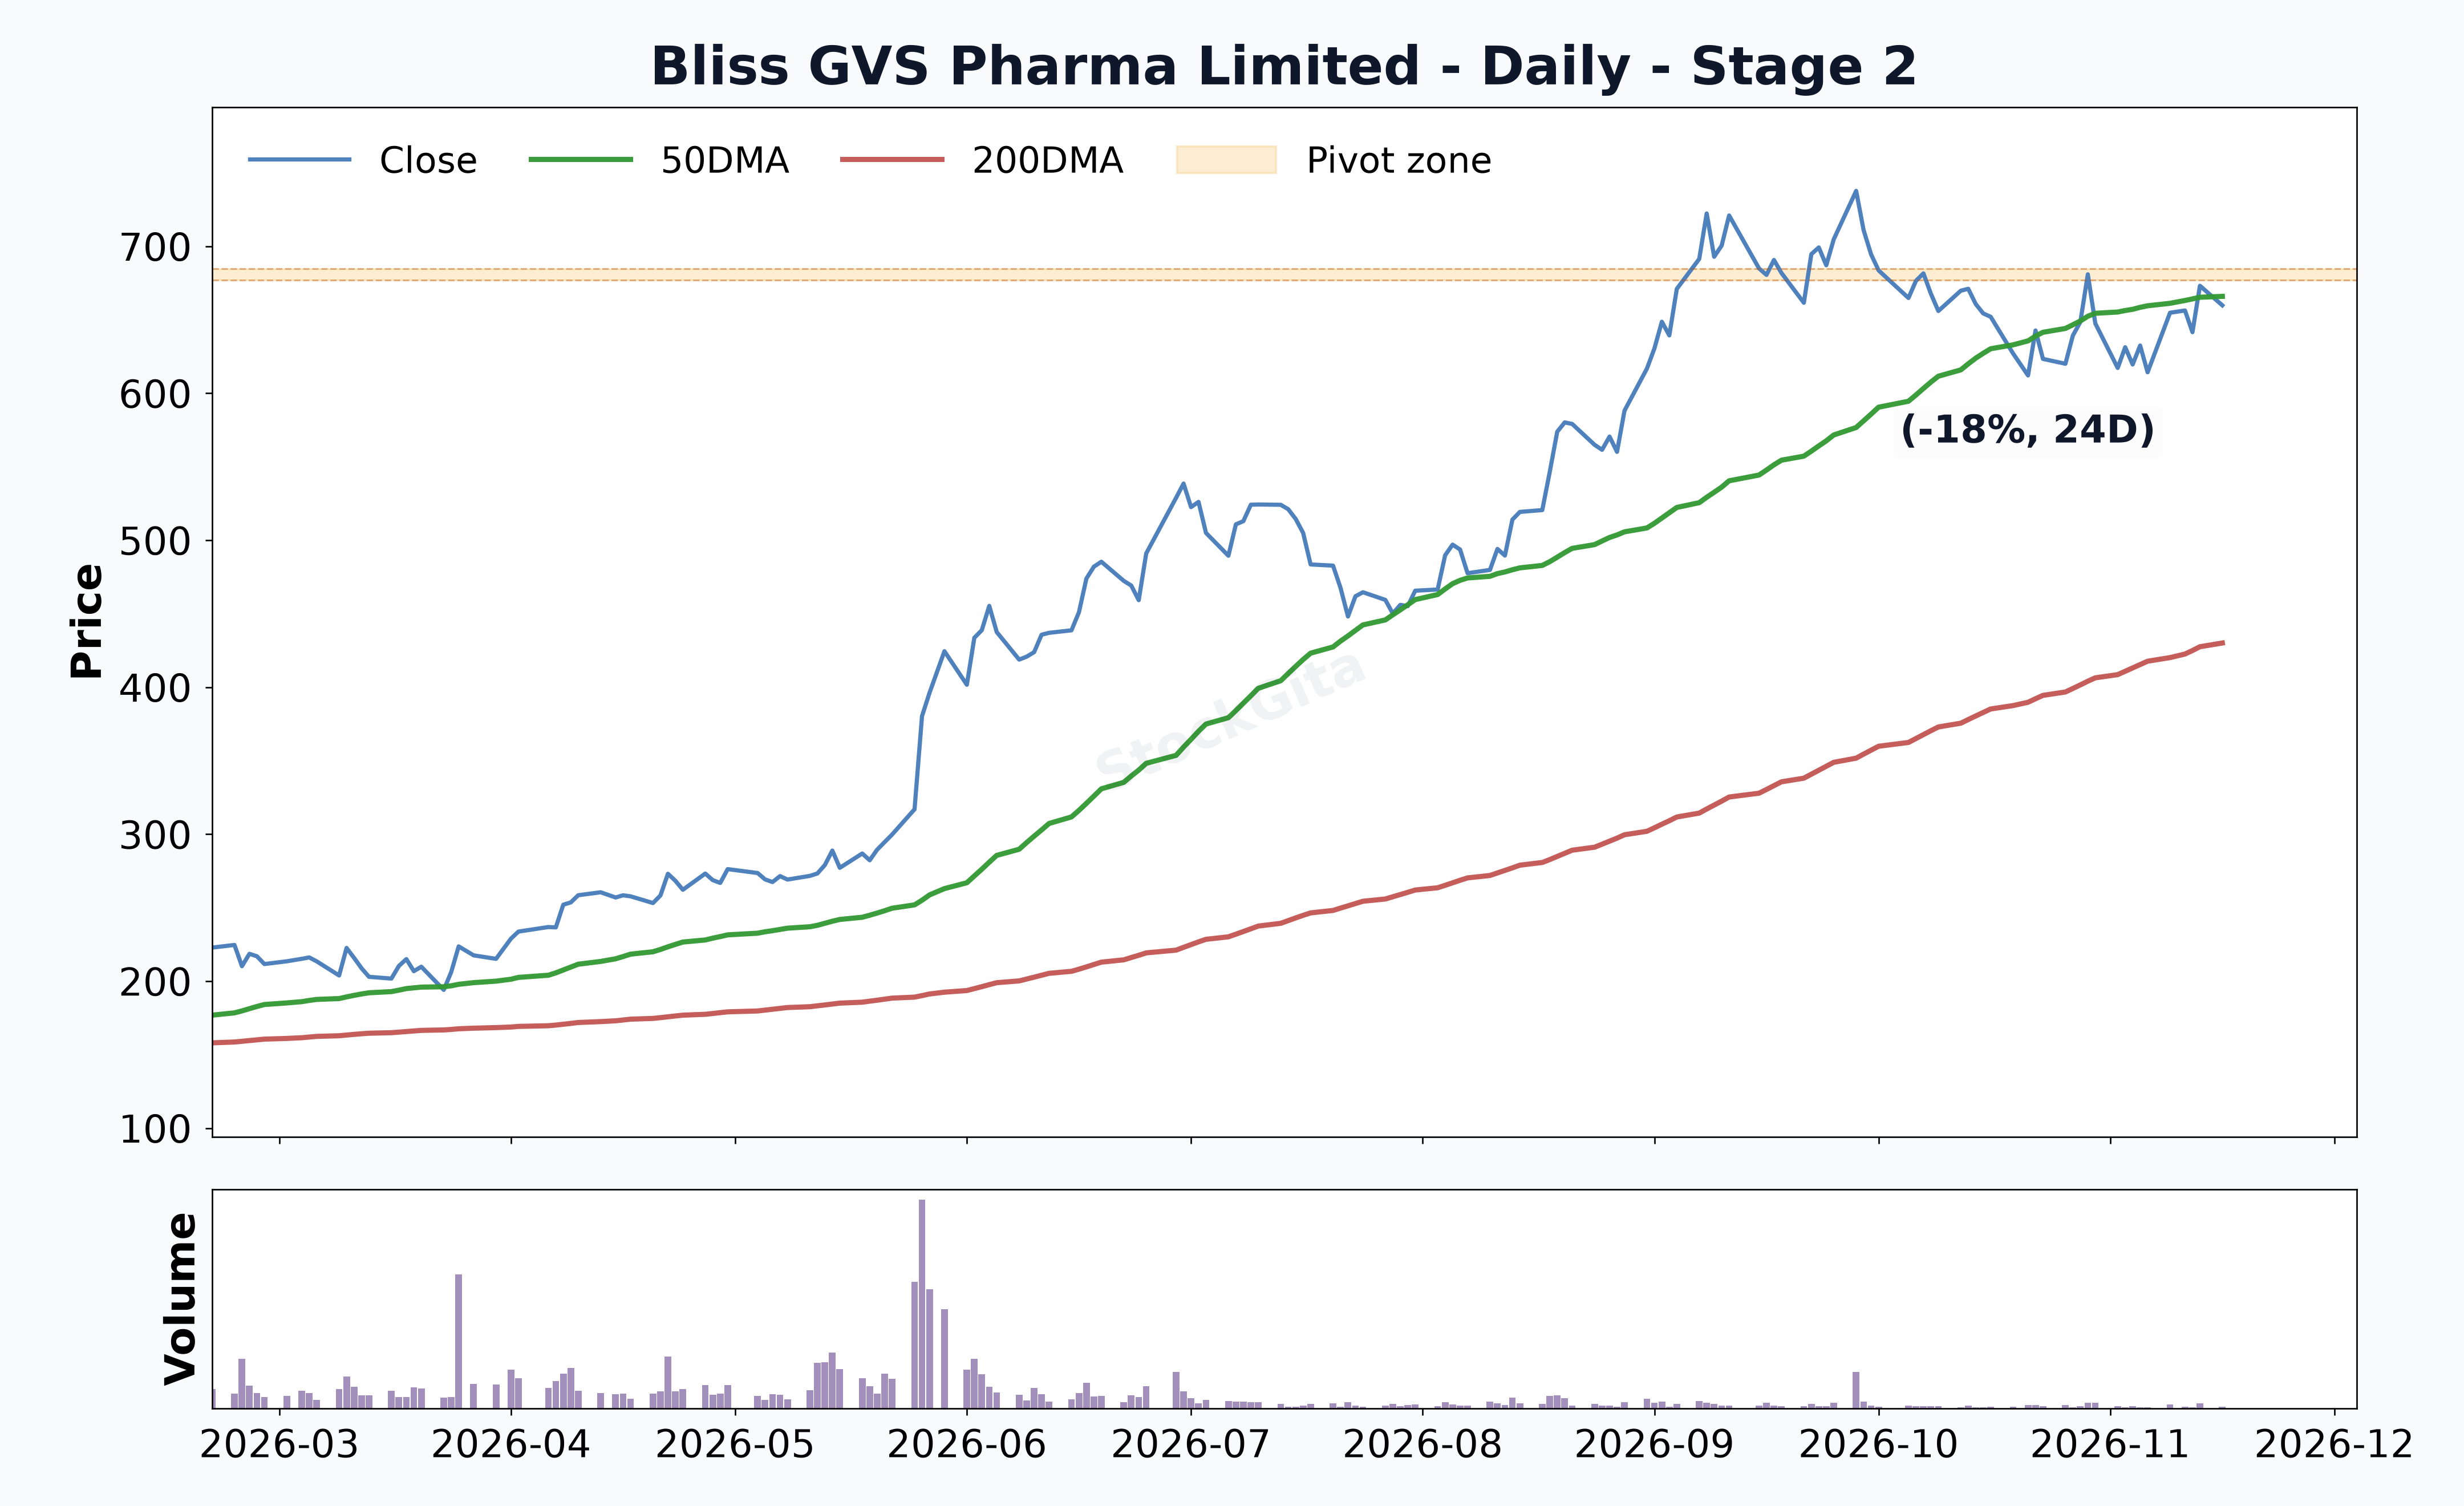 Bliss GVS Pharma Limited - Daily - Stage 2
Close 50DMA 200DMA Pivot zone
700
600
500
400
300
200
100
Price
(-18%, 24D)
StockGita
Volume
2026-03 2026-04 2026-05 2026-06 2026-07 2026-08 2026-09 2026-10 2026-11 2026-12